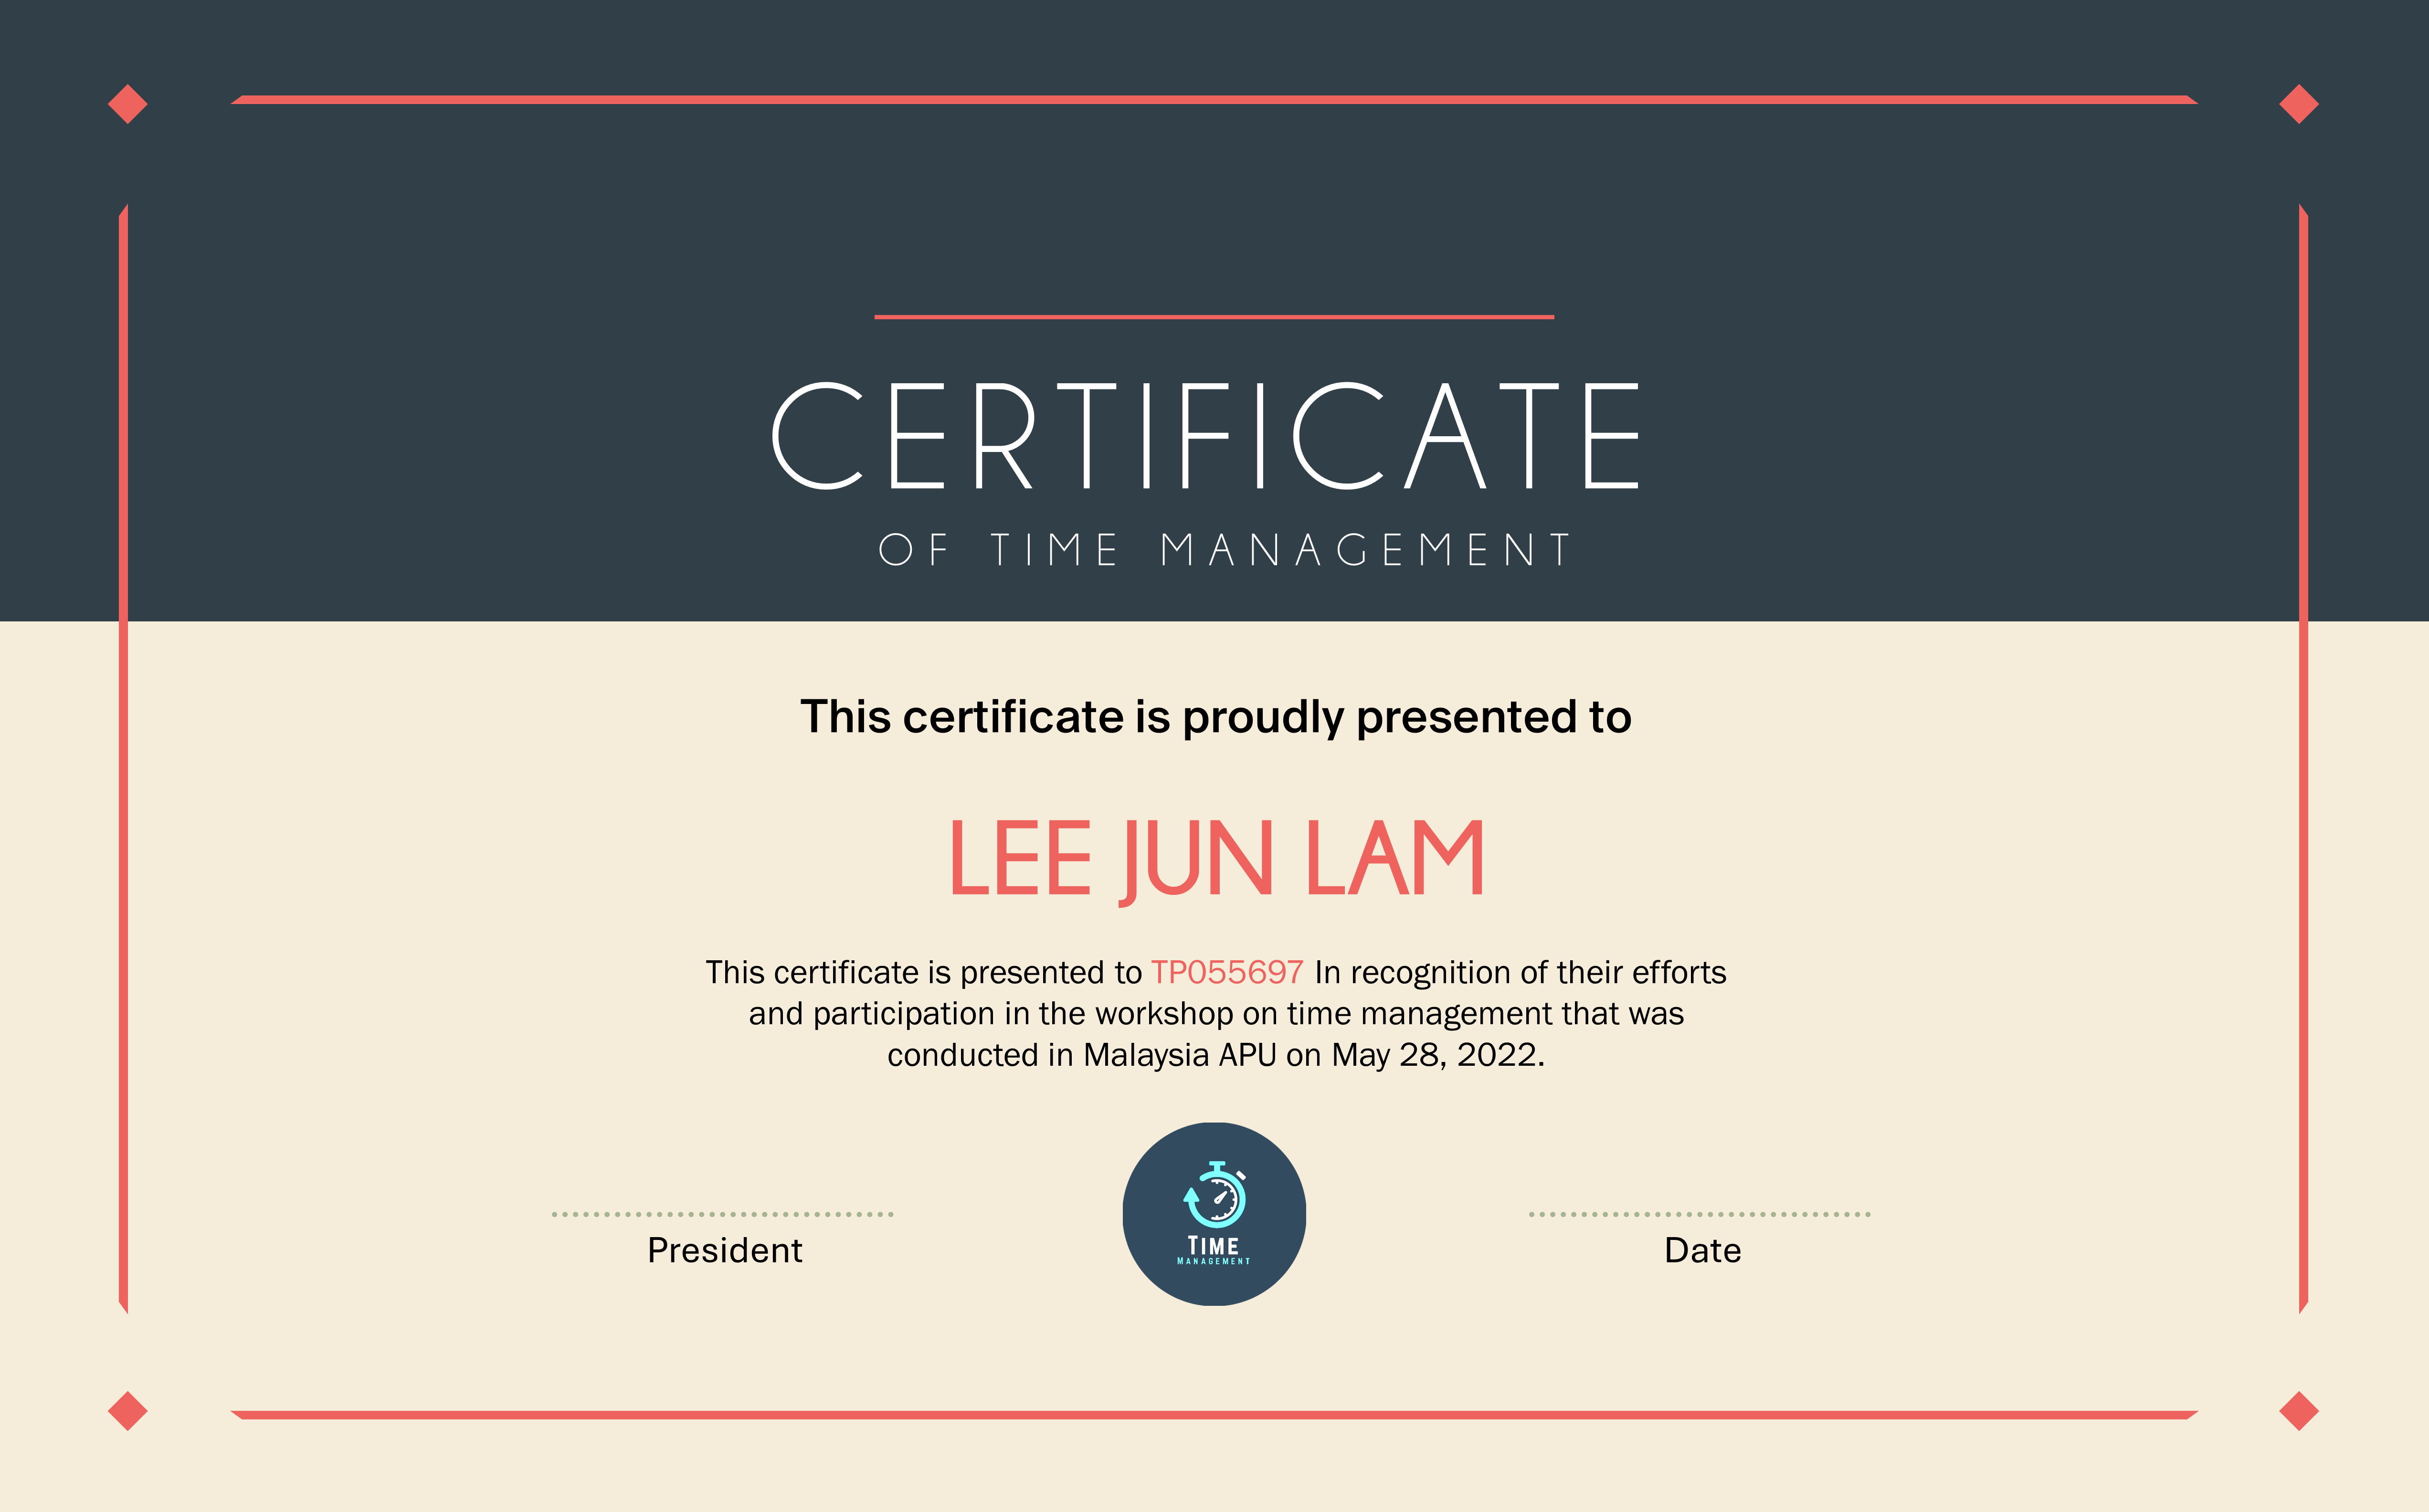 CERTIFICATE
OF TIME MANAGEMENT
This certificate is proudly presented to
LEE JUN LAM
This certificate is presented to TP055697 In recognition of their efforts
and participation in the workshop on time management that was
conducted in Malaysia APU on May 28, 2022.
TIME
MANAGEMENT
President
Date